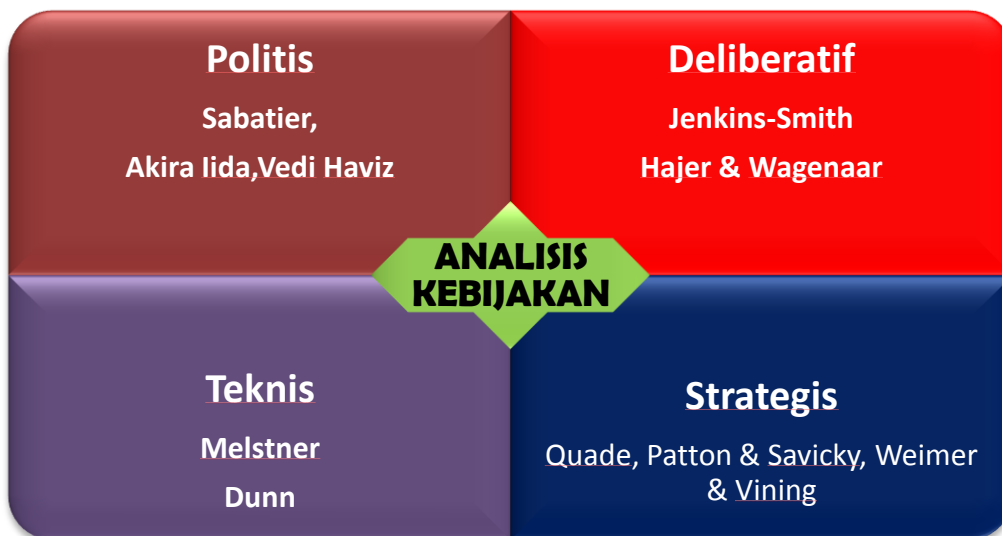 Politis
Sabatier,
Akira Iida,Vedi Haviz
Deliberatif
Jenkins-Smith
Hajer & Wagenaar
ANALISIS
KEBIJAKAN
Teknis
Melstner
Dunn
Strategis
Quade, Patton & Savicky, Weimer
& Vining